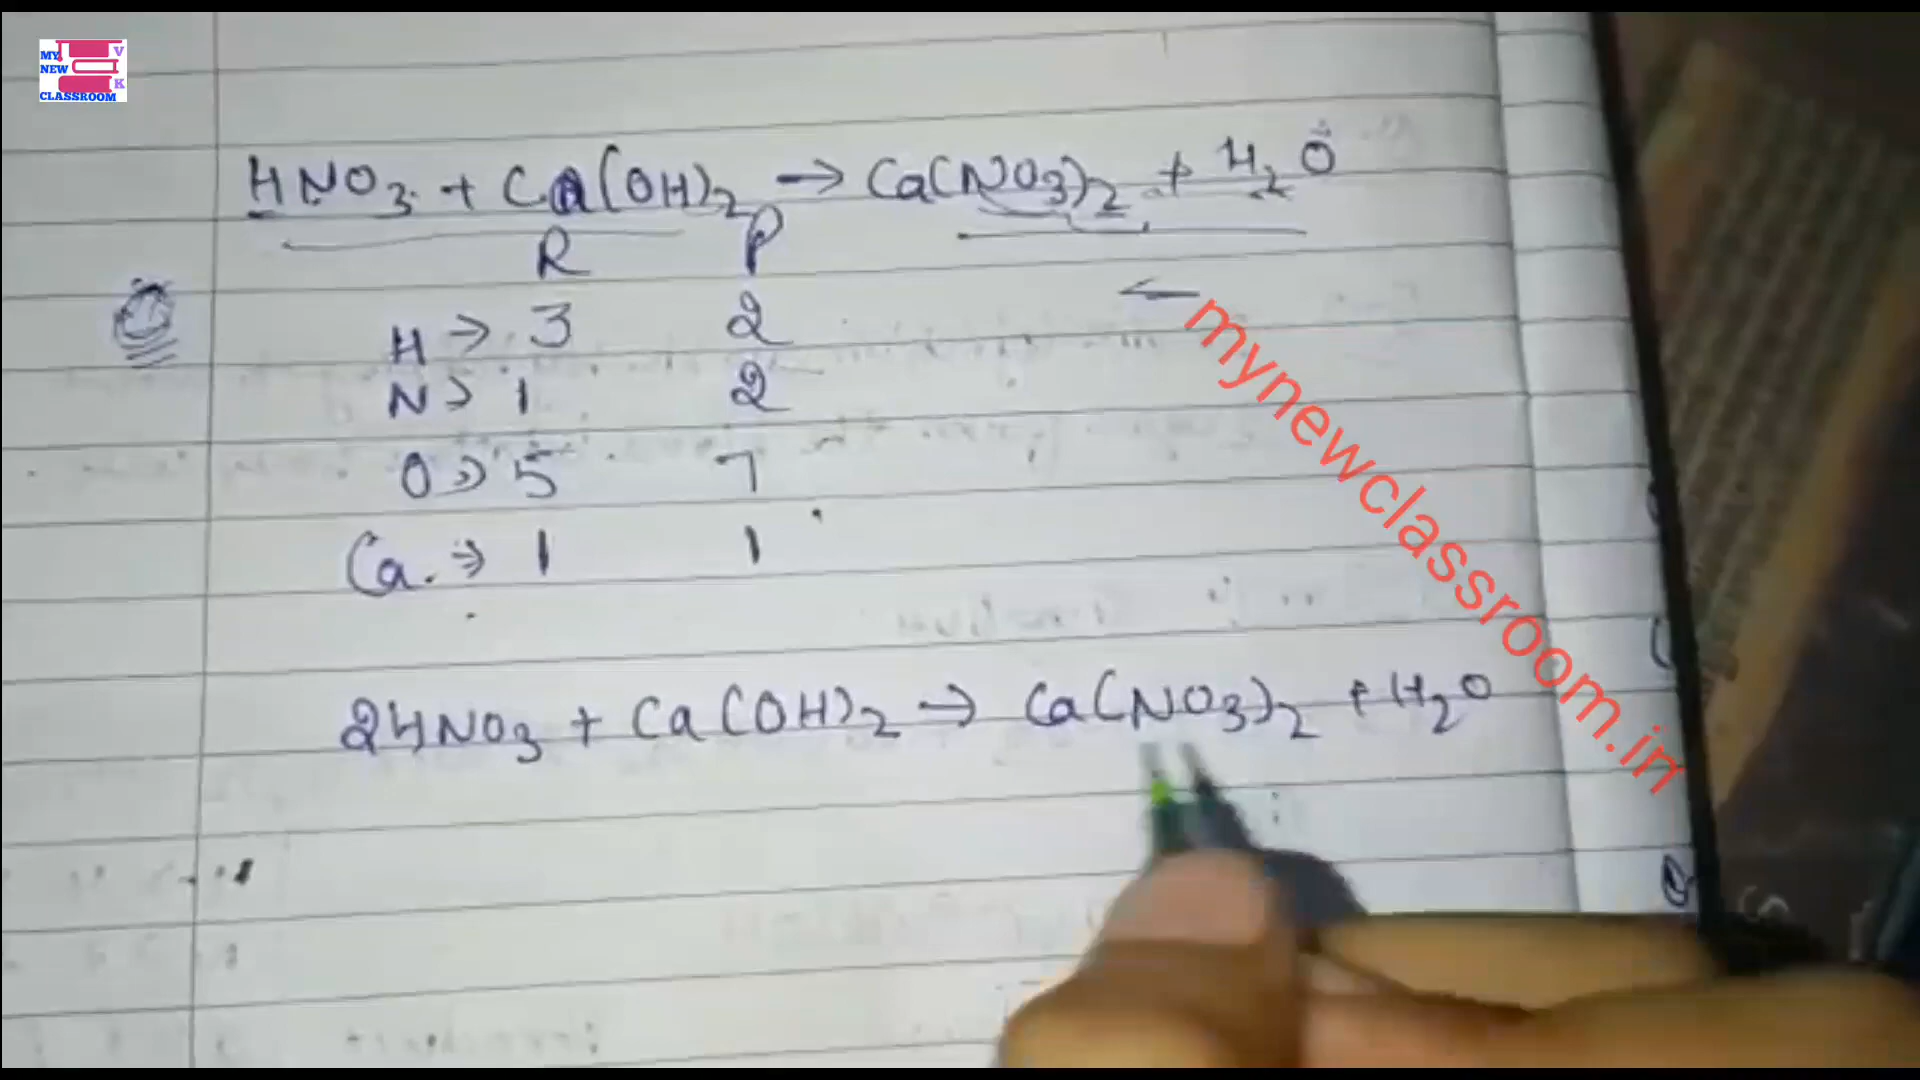 MY NEW CLASSROOM VK
HNO3 + Ca(OH)2 → Ca(NO3)2 + H2O
R P
H → 3 2
N → 1 2
O → 5 7
Ca. → 1 1
2HNO3 + Ca(OH)2 → Ca(NO3)2 + H2O
mynewclassroom.in